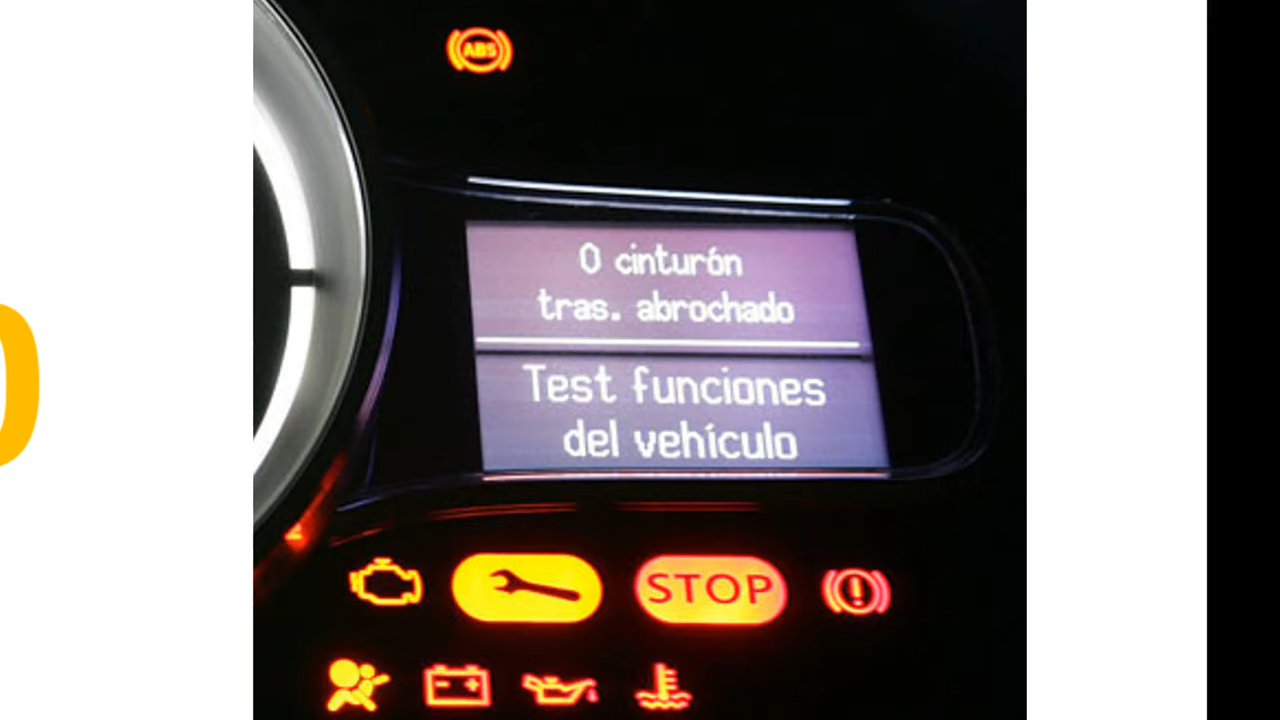 ABS
0 cinturón
tras. abrochado
Test funciones
del vehículo
STOP